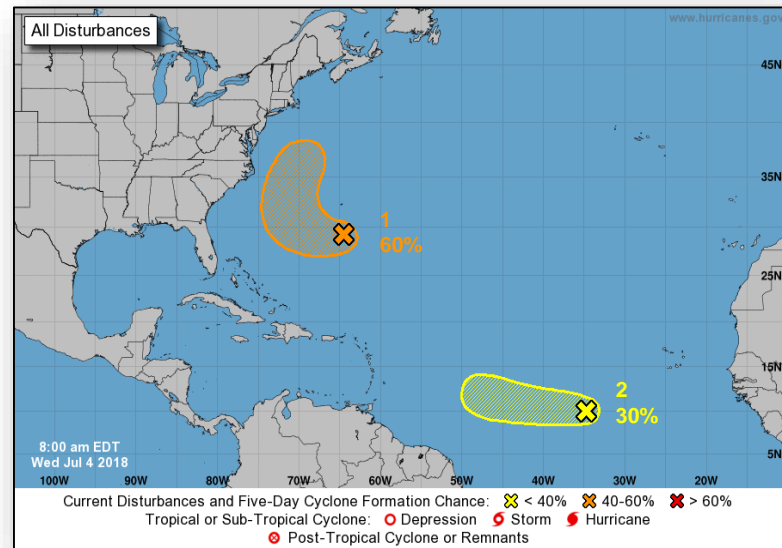 All Disturbances
www.hurricanes.gov
45N
35N
1
60%
25N
15N
2
30%
8:00 am EDT
Wed Jul 4 2018
5N
100W 90W 80W 70W 60W 50W 40W 30W 20W
Current Disturbances and Five-Day Cyclone Formation Chance: < 40% 40-60% > 60%
Tropical or Sub-Tropical Cyclone: Depression Storm Hurricane
Post-Tropical Cyclone or Remnants